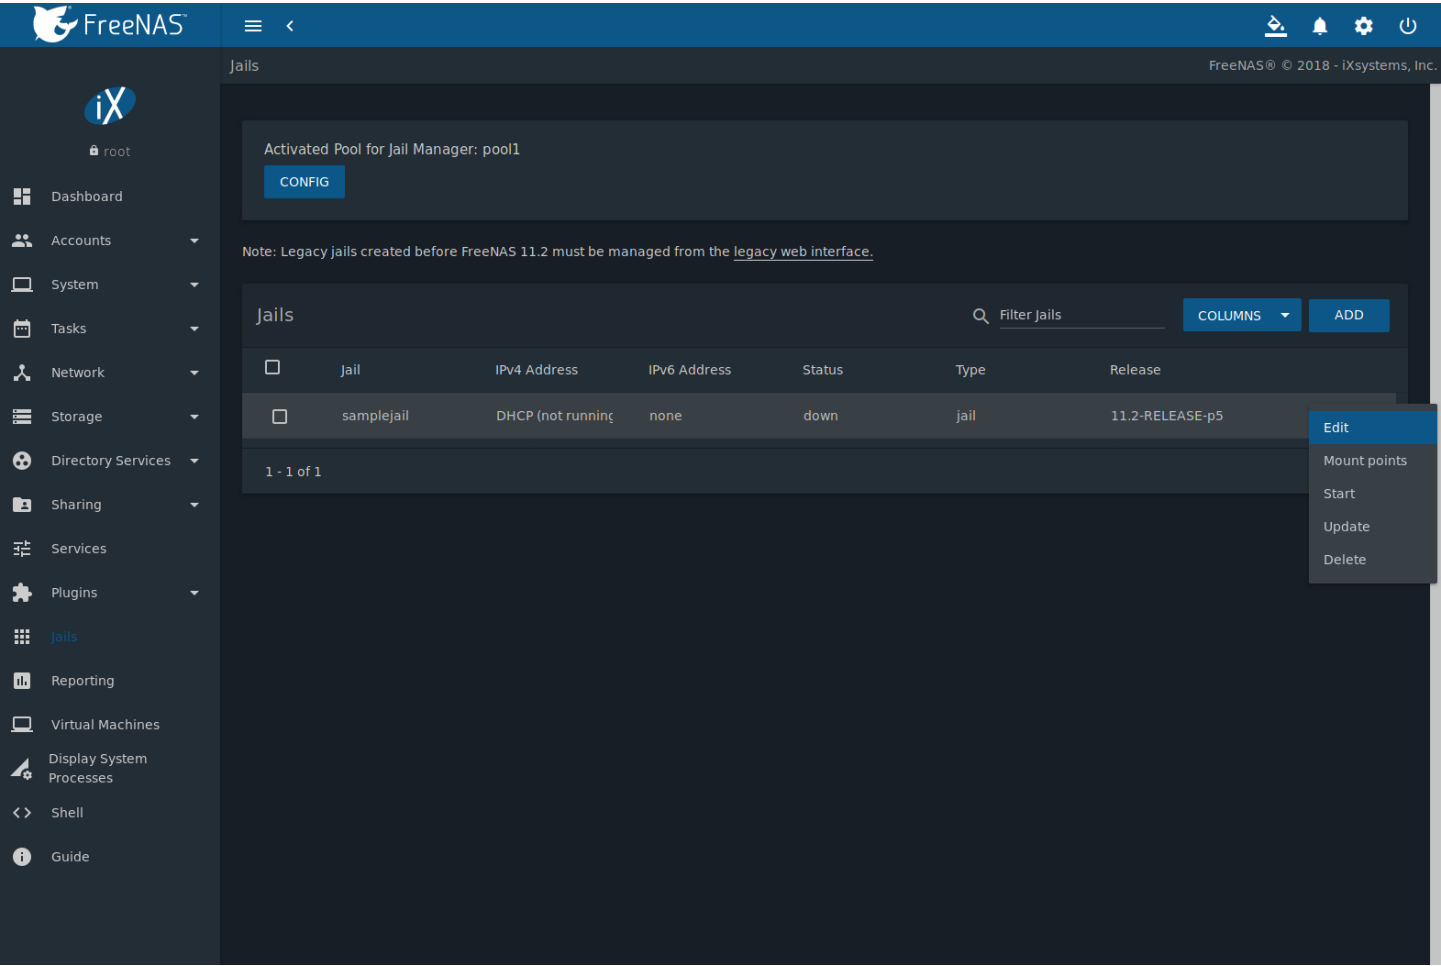 FreeNAS™
Jails
FreeNAS® © 2018 - iXsystems, Inc.
iX
root
Dashboard
Accounts
System
Tasks
Network
Storage
Directory Services
Sharing
Services
Plugins
Jails
Reporting
Virtual Machines
Display System
Processes
Shell
Guide
Activated Pool for Jail Manager: pool1
CONFIG
Note: Legacy jails created before FreeNAS 11.2 must be managed from the legacy web interface.
Jails Filter Jails COLUMNS ADD
Jail IPv4 Address IPv6 Address Status Type Release
samplejail DHCP (not running none down jail 11.2-RELEASE-p5
1 - 1 of 1
Edit
Mount points
Start
Update
Delete